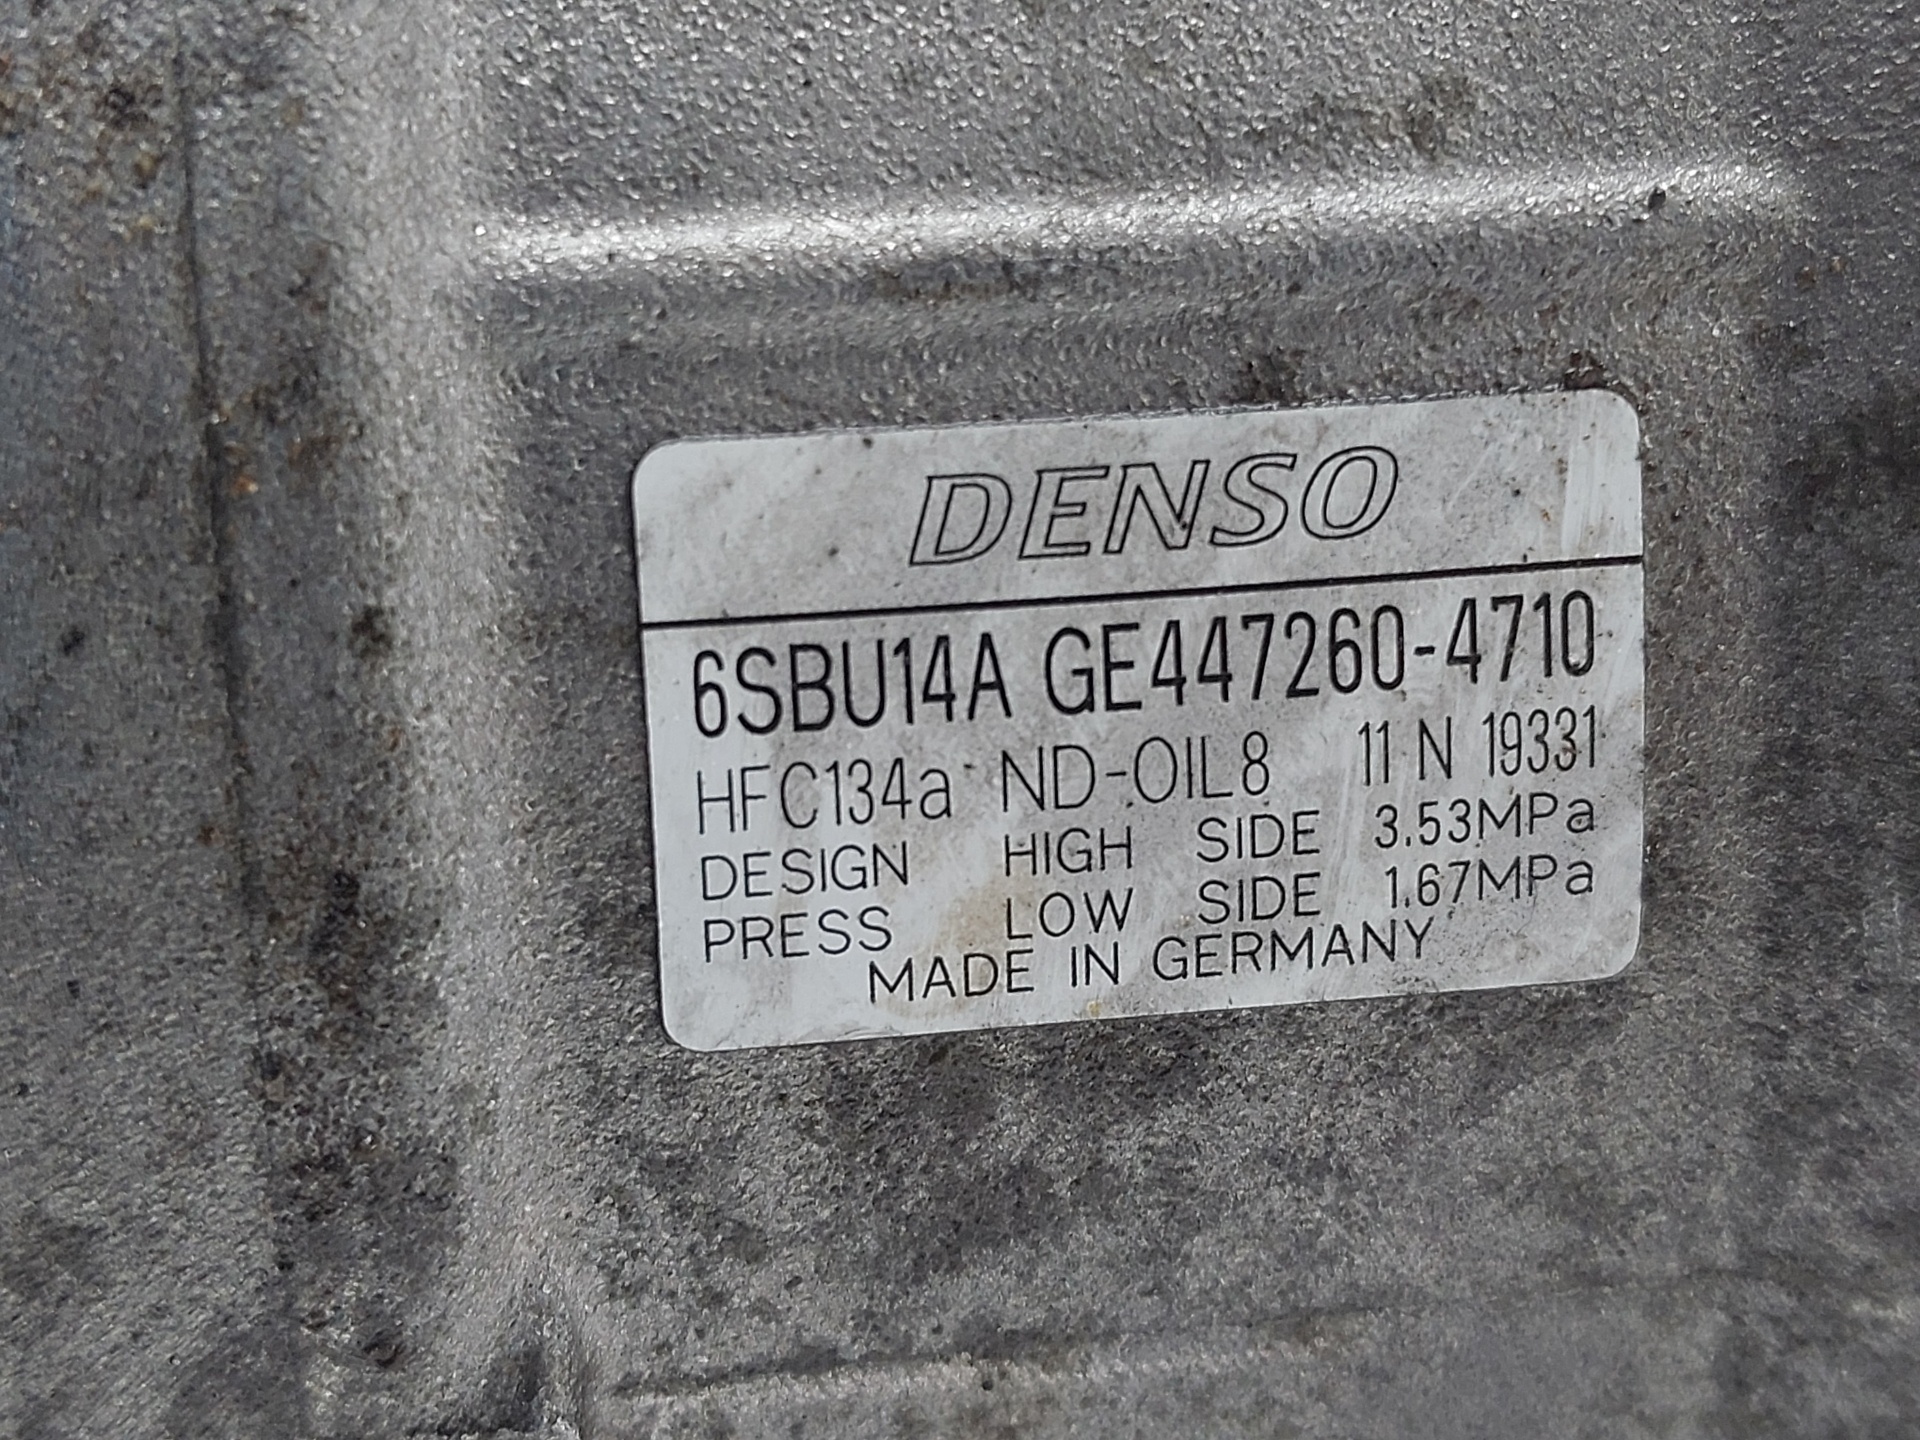 DENSO
6SBU14A GE447260-4710
HFC134a ND-OIL8 11 N 19331
DESIGN HIGH SIDE 3.53MPa
PRESS LOW SIDE 1.67MPa
MADE IN GERMANY